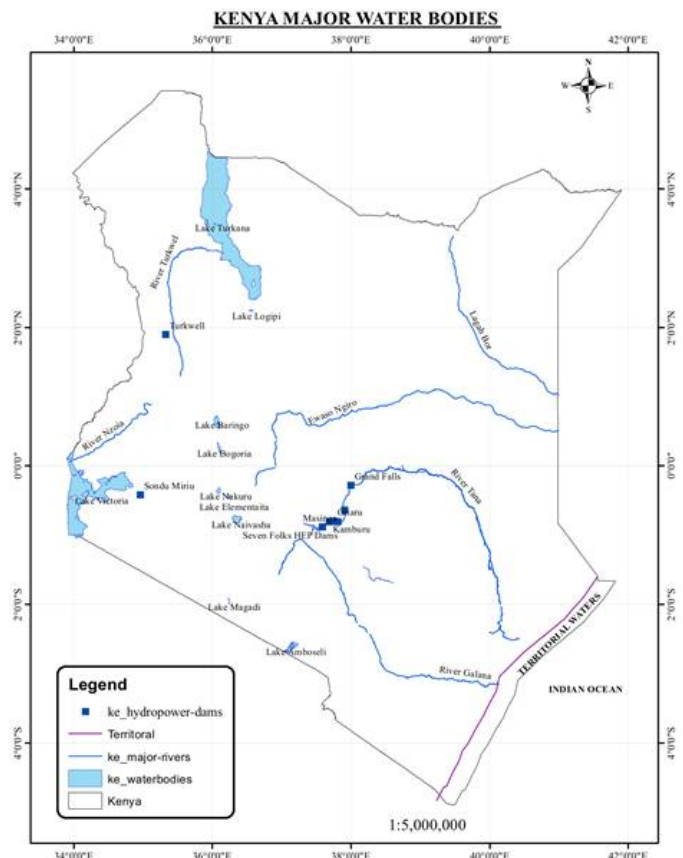 KENYA MAJOR WATER BODIES
34°0'0"E 36°0'0"E 38°0'0"E 40°0'0"E 42°0'0"E
N
W E
S
4°0'0"N 4°0'0"N
Lake Turkana
River Turkwel
Lake Logipi
Lagah Bor
2°0'0"N 2°0'0"N
Turkwell
River Nzoia
Lake Baringo
Ewaso Ngiro
Lake Bogoria
0°0'0" 0°0'0"
Grand Falls
River Tana
Sondu Miriu
Lake Victoria
Lake Nakuru
Lake Elementaita
Lake Naivasha
Masinga
Kamburu
Seven Folks HEP Dams
2°0'0"S 2°0'0"S
Lake Magadi
TERRITORIAL WATERS
Lake Amboseli
River Galana
INDIAN OCEAN
Legend
ke_hydropower-dams
Territoral
ke_major-rivers
ke_waterbodies
Kenya
4°0'0"S 4°0'0"S
1:5,000,000
34°0'0"E 36°0'0"E 38°0'0"E 40°0'0"E 42°0'0"E